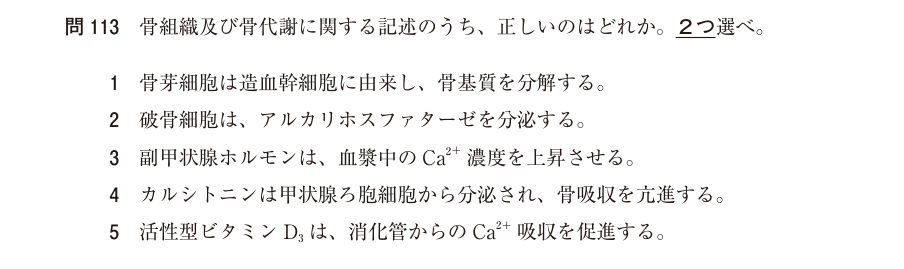 問 113 骨組織及び骨代謝に関する記述のうち、正しいのはどれか。２つ選べ。
1 骨芽細胞は造血幹細胞に由来し、骨基質を分解する。
2 破骨細胞は、アルカリホスファターゼを分泌する。
3 副甲状腺ホルモンは、血漿中の Ca²⁺ 濃度を上昇させる。
4 カルシトニンは甲状腺ろ胞細胞から分泌され、骨吸収を亢進する。
5 活性型ビタミン D₃ は、消化管からの Ca²⁺ 吸収を促進する。